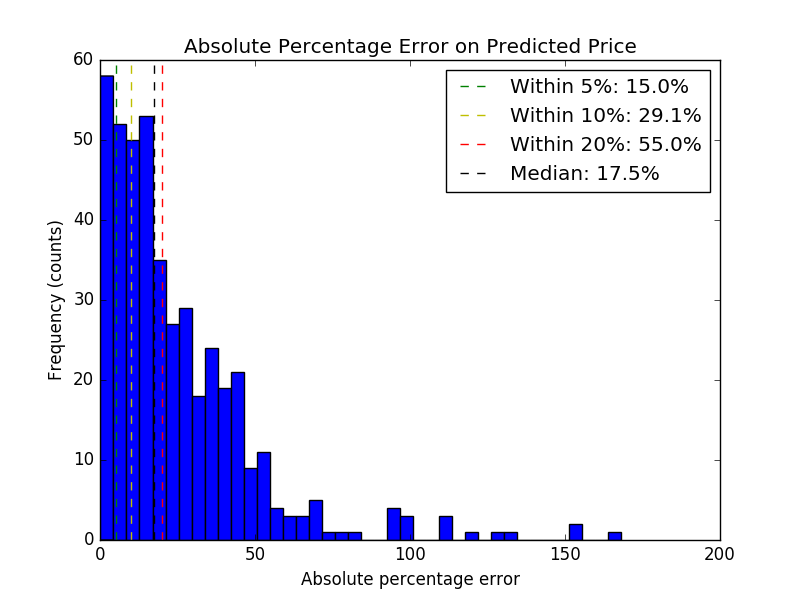 Absolute Percentage Error on Predicted Price
60
50
40
30
20
10
0
Frequency (counts)
Within 5%: 15.0%
Within 10%: 29.1%
Within 20%: 55.0%
Median: 17.5%
0 50 100 150 200
Absolute percentage error